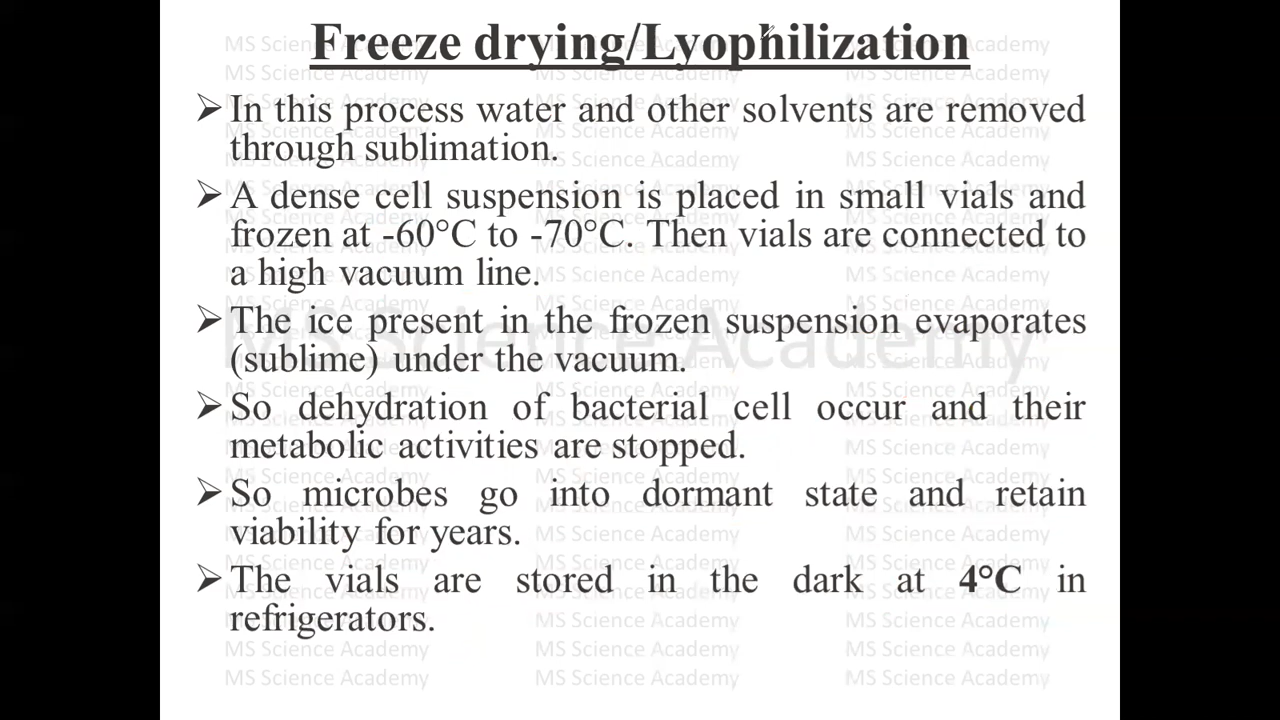 Freeze drying/Lyophilization
➢ In this process water and other solvents are removed
through sublimation.
➢ A dense cell suspension is placed in small vials and
frozen at -60°C to -70°C. Then vials are connected to
a high vacuum line.
➢ The ice present in the frozen suspension evaporates
(sublime) under the vacuum.
➢ So dehydration of bacterial cell occur and their
metabolic activities are stopped.
➢ So microbes go into dormant state and retain
viability for years.
➢ The vials are stored in the dark at 4°C in
refrigerators.
MS Science Academy